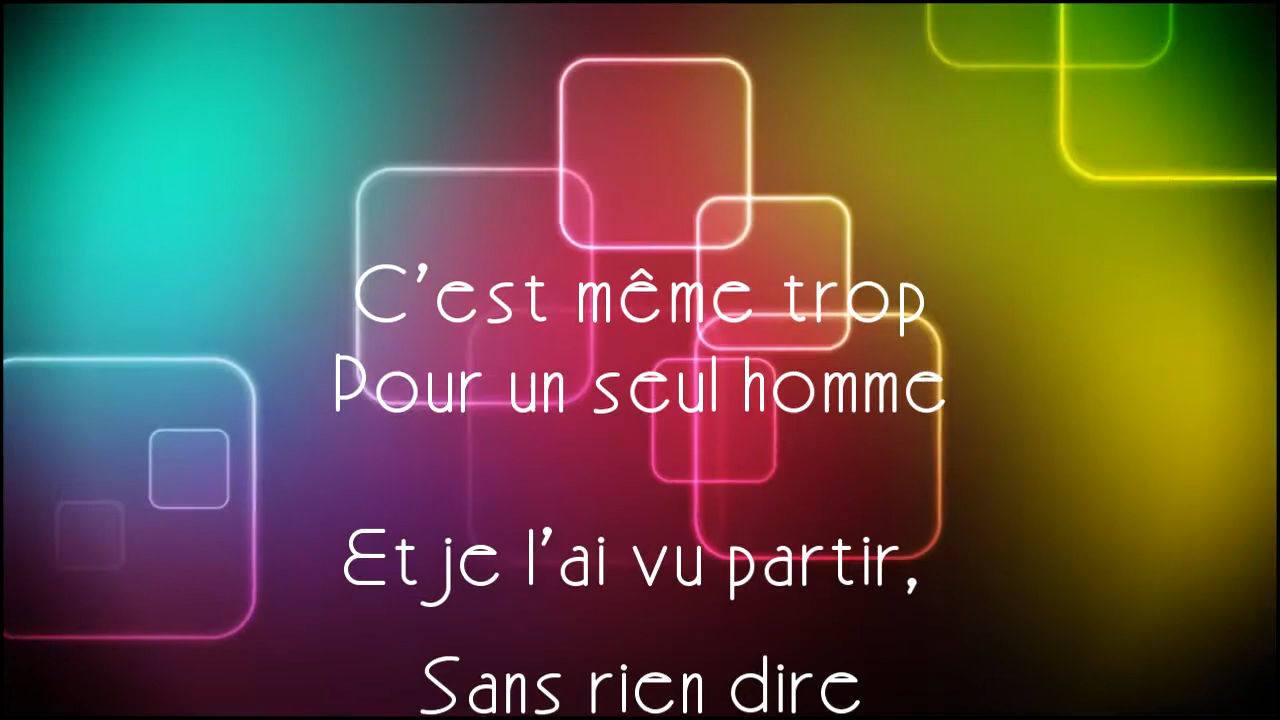 C'est même trop
Pour un seul homme
Et je l'ai vu partir,
Sans rien dire